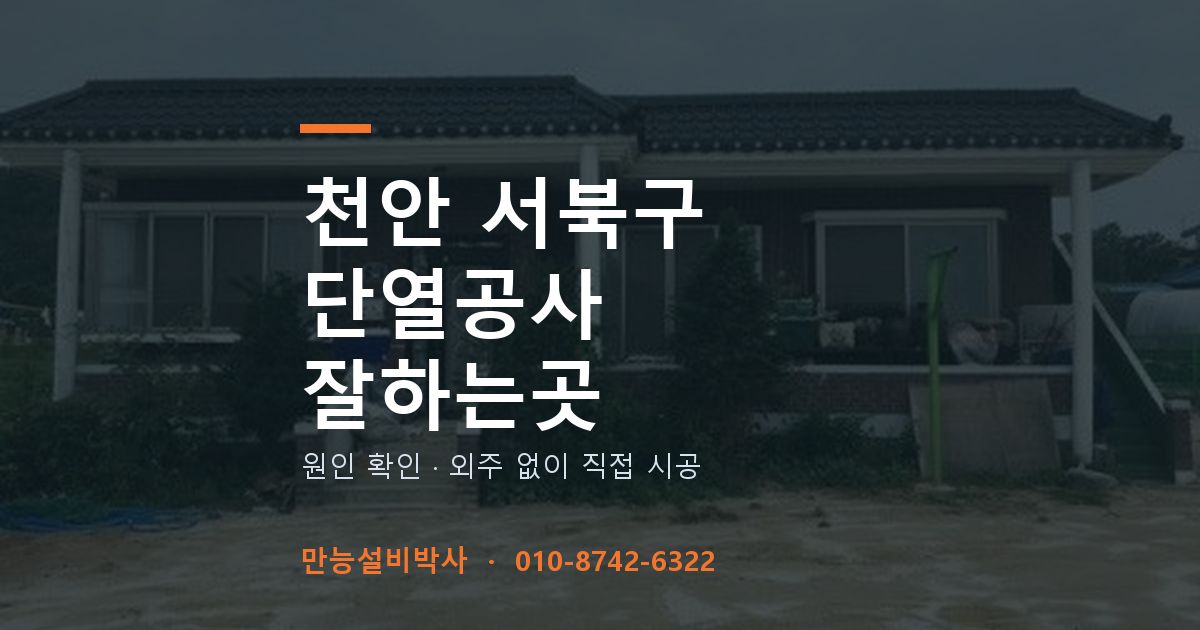 천안 서북구
단열공사
잘하는곳
원인 확인 · 외주 없이 직접 시공
만능설비박사 · 010-8742-6322